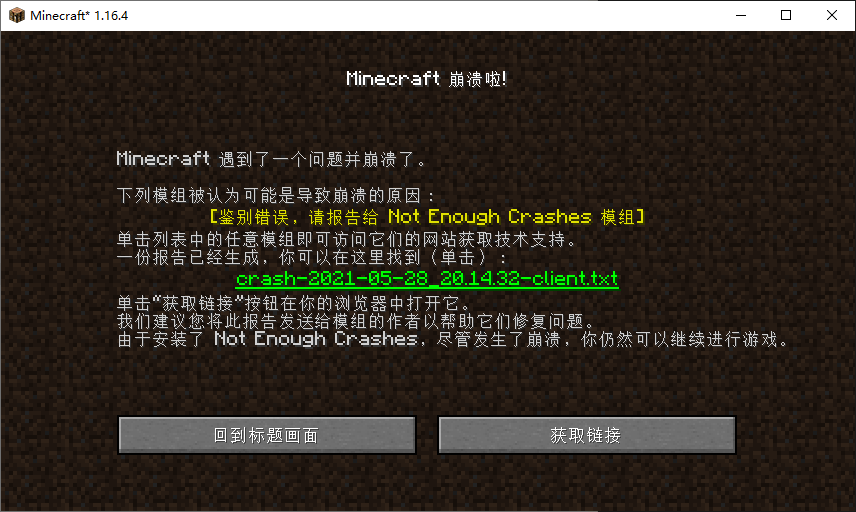 Minecraft* 1.16.4
Minecraft 崩溃啦!
Minecraft 遇到了一个问题并崩溃了。
下列模组被认为可能是导致崩溃的原因：
[鉴别错误，请报告给 Not Enough Crashes 模组]
单击列表中的任意模组即可访问它们的网站获取技术支持。
一份报告已经生成，你可以在这里找到（单击）：
crash-2021-05-28_20.14.32-client.txt
单击“获取链接”按钮在你的浏览器中打开它。
我们建议您将此报告发送给模组的作者以帮助它们修复问题。
由于安装了 Not Enough Crashes，尽管发生了崩溃，你仍然可以继续进行游戏。
回到标题画面
获取链接